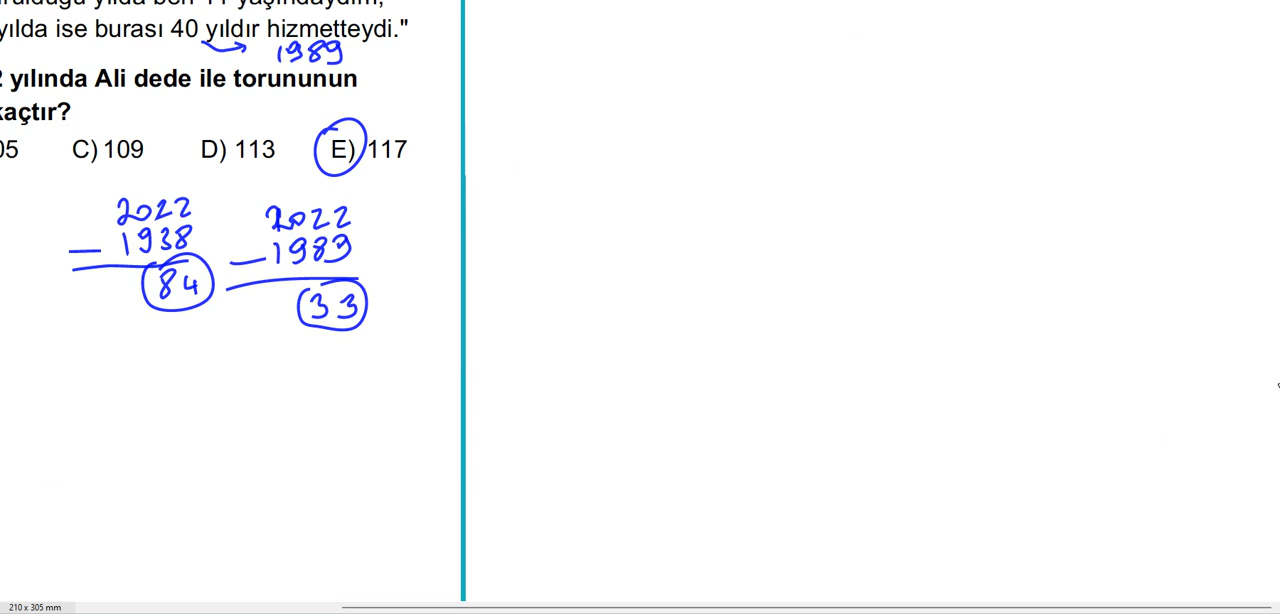 yılda ise burası 40 yıldır hizmetteydi."
1989
yılında Ali dede ile torununun
kaçtır?
05 C) 109 D) 113 E) 117
2022
- 1938
84
2022
- 1989
33
210 x 305 mm